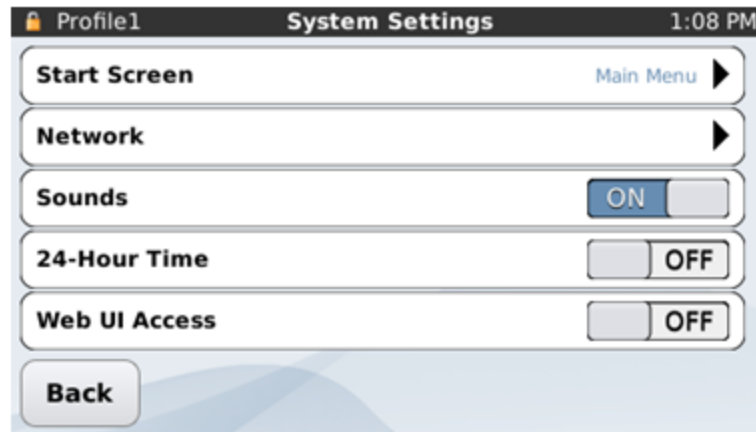 Profile1 System Settings 1:08 PM
Start Screen Main Menu
Network
Sounds ON
24-Hour Time OFF
Web UI Access OFF
Back